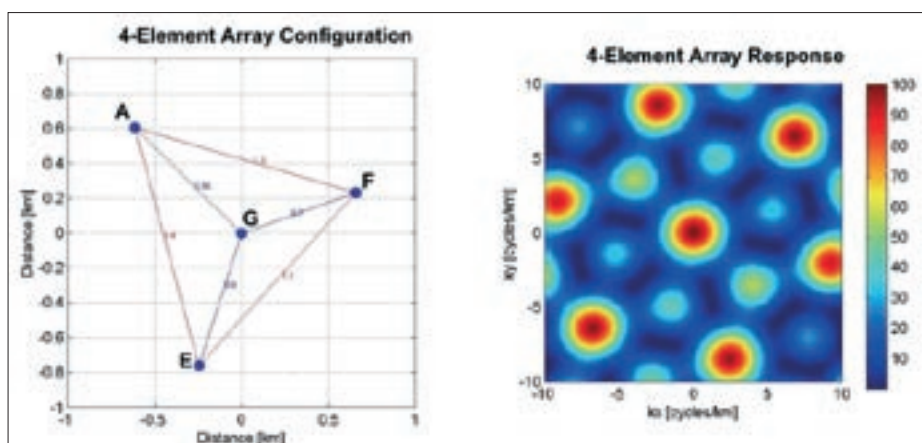 4-Element Array Configuration
1
0.8
0.6
0.4
0.2
0
-0.2
-0.4
-0.6
-0.8
-1
-1 -0.5 0 0.5 1
Distance [km]
Distance [km]
A
F
G
E
4-Element Array Response
10
5
0
-5
-10
-10 -5 0 5 10
ky [cycles/km]
kx [cycles/km]
100
90
80
70
60
50
40
30
20
10